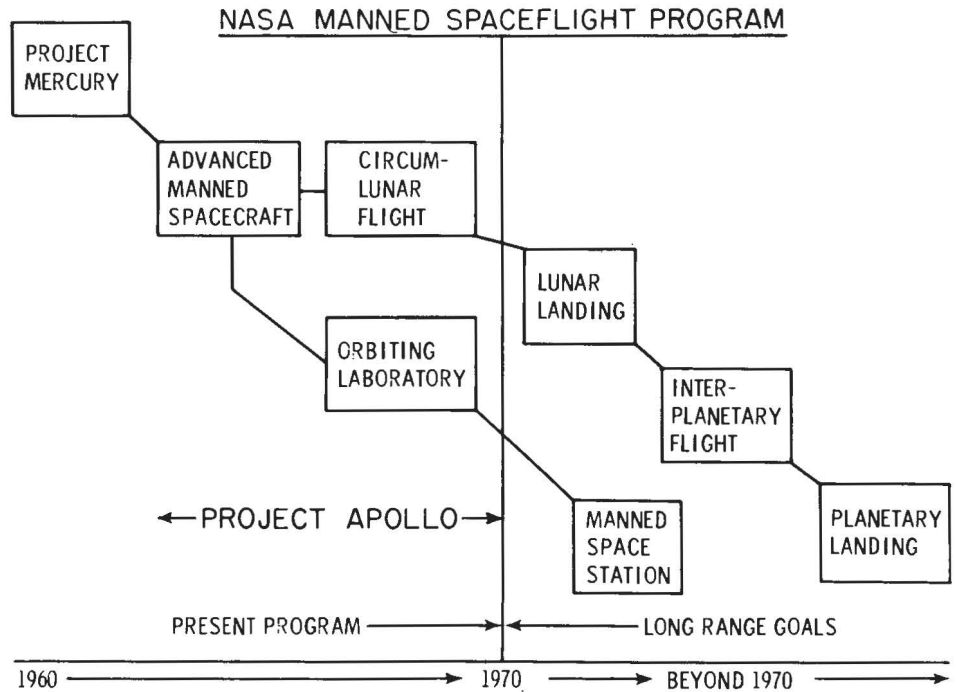 NASA MANNED SPACEFLIGHT PROGRAM
PROJECT
MERCURY
ADVANCED
MANNED
SPACECRAFT
CIRCUM-
LUNAR
FLIGHT
LUNAR
LANDING
ORBITING
LABORATORY
INTER-
PLANETARY
FLIGHT
PROJECT APOLLO
MANNED
SPACE
STATION
PLANETARY
LANDING
PRESENT PROGRAM
LONG RANGE GOALS
1960
1970
BEYOND 1970